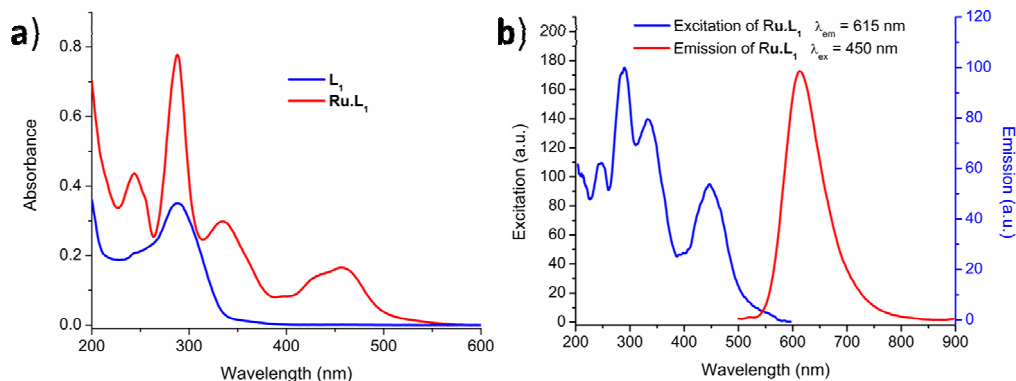 a)
0.8
0.6
0.4
0.2
0.0
Absorbance
L₁
Ru.L₁
200 300 400 500 600
Wavelength (nm)
b)
200
180
160
140
120
100
80
60
40
20
0
Excitation (a.u.)
Excitation of Ru.L₁ λem = 615 nm
Emission of Ru.L₁ λex = 450 nm
120
100
80
60
40
20
0
Emission (a.u.)
200 300 400 500 600 700 800 900
Wavelength (nm)